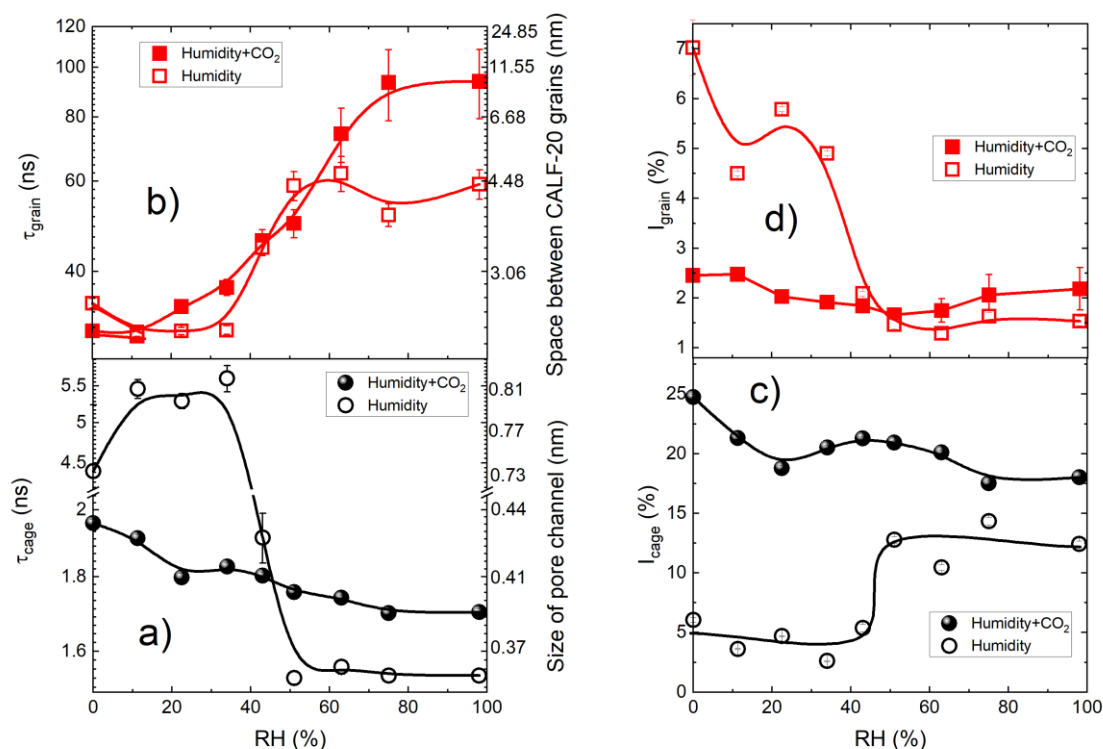 120
100
80
60
40
τgrain (ns)
b)
Humidity+CO2
Humidity
24.85
11.55
6.68
4.48
3.06
Space between CALF-20 grains (nm)
5.5
5
4.5
2
1.8
1.6
τcage (ns)
a)
Humidity+CO2
Humidity
0.81
0.77
0.73
0.44
0.41
0.37
Size of pore channel (nm)
0 20 40 60 80 100
RH (%)
7
6
5
4
3
2
1
Igrain (%)
d)
Humidity+CO2
Humidity
25
20
15
10
5
0
Icage (%)
c)
Humidity+CO2
Humidity
0 20 40 60 80 100
RH (%)